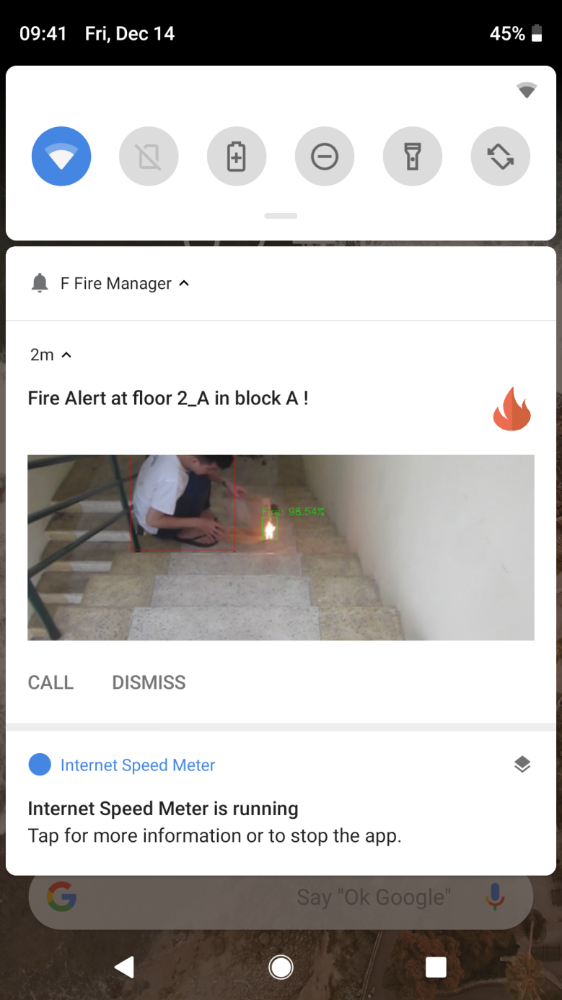 09:41 Fri, Dec 14 45%
F Fire Manager
2m
Fire Alert at floor 2_A in block A !
Fire: 98.54%
CALL DISMISS
Internet Speed Meter
Internet Speed Meter is running
Tap for more information or to stop the app.
G Say "Ok Google"